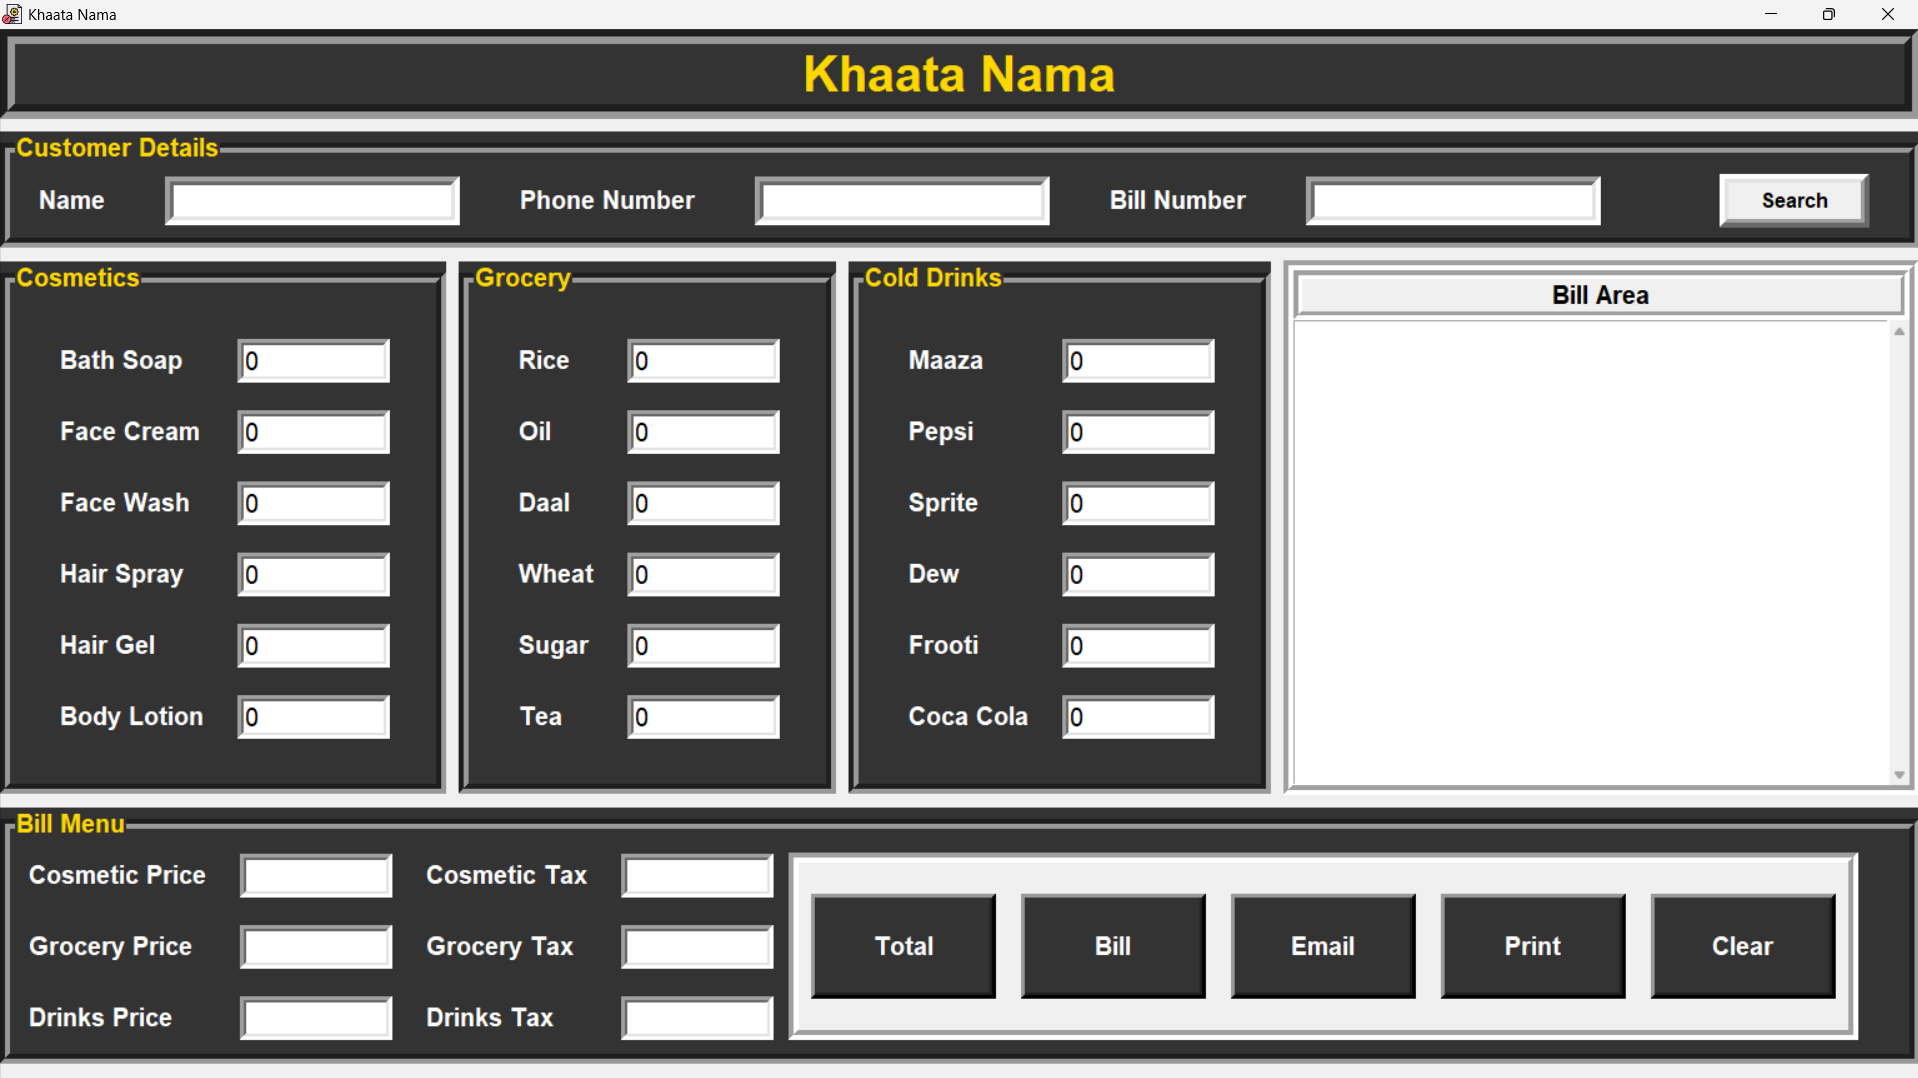 Khaata Nama
Khaata Nama
Customer Details
Name Phone Number Bill Number Search
Cosmetics
Bath Soap 0
Face Cream 0
Face Wash 0
Hair Spray 0
Hair Gel 0
Body Lotion 0
Grocery
Rice 0
Oil 0
Daal 0
Wheat 0
Sugar 0
Tea 0
Cold Drinks
Maaza 0
Pepsi 0
Sprite 0
Dew 0
Frooti 0
Coca Cola 0
Bill Area
Bill Menu
Cosmetic Price Cosmetic Tax
Grocery Price Grocery Tax
Drinks Price Drinks Tax
Total Bill Email Print Clear